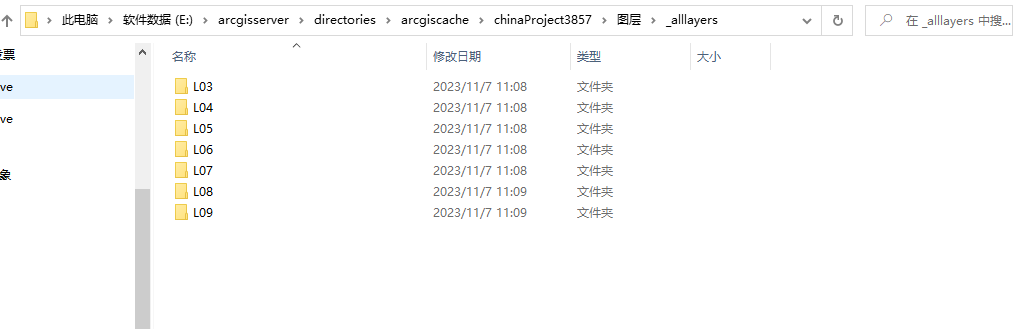 此电脑 软件数据 (E:) arcgisserver directories arcgiscache chinaProject3857 图层 _alllayers
在 _alllayers 中搜...
名称 修改日期 类型 大小
发票
ve
ve
象
L03 2023/11/7 11:08 文件夹
L04 2023/11/7 11:08 文件夹
L05 2023/11/7 11:08 文件夹
L06 2023/11/7 11:08 文件夹
L07 2023/11/7 11:08 文件夹
L08 2023/11/7 11:09 文件夹
L09 2023/11/7 11:09 文件夹